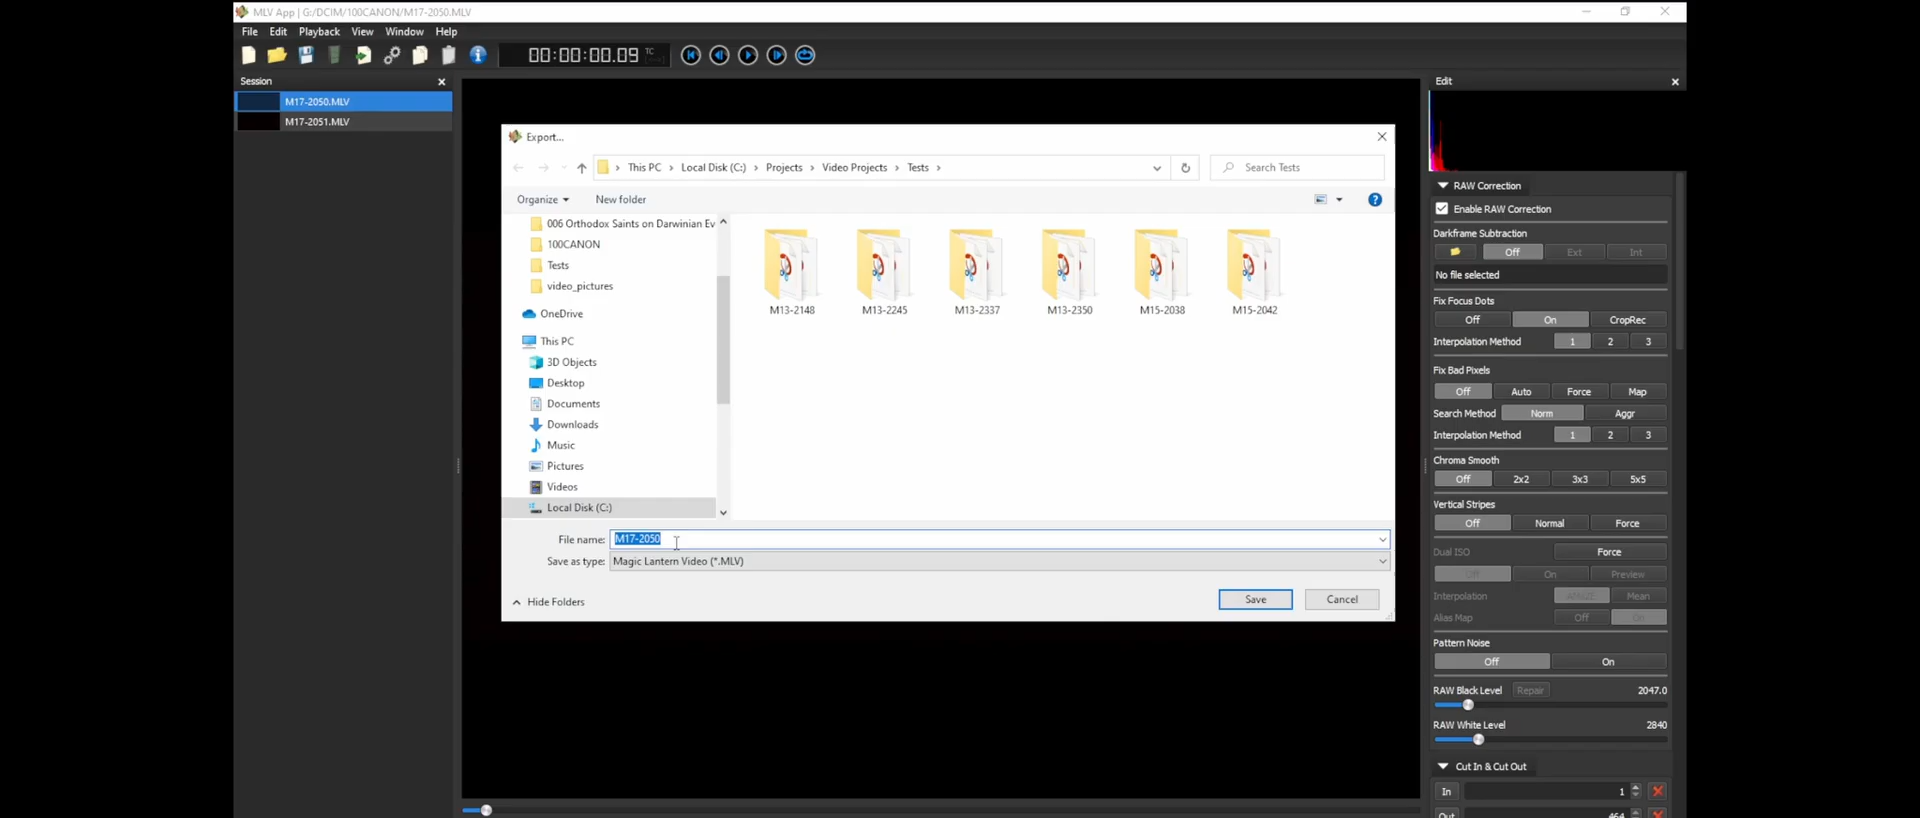 MLV App | G:/DCIM/100CANON/M17-2050.MLV
File Edit Playback View Window Help
00:00:00.09 TC
Session
M17-2050.MLV
M17-2051.MLV
Export...
This PC > Local Disk (C:) > Projects > Video Projects > Tests >
Search Tests
Organize New folder
006 Orthodox Saints on Darwinian Ev
100CANON
Tests
video_pictures
OneDrive
This PC
3D Objects
Desktop
Documents
Downloads
Music
Pictures
Videos
Local Disk (C:)
M13-2148 M13-2245 M13-2337 M13-2350 M15-2038 M15-2042
File name: M17-2050
Save as type: Magic Lantern Video (*.MLV)
Hide Folders
Save Cancel
Edit
RAW Correction
Enable RAW Correction
Darkframe Subtraction
Off Ext Int
No file selected
Fix Focus Dots
Off On CropRec
Interpolation Method 1 2 3
Fix Bad Pixels
Off Auto Force Map
Search Method Norm Aggr
Interpolation Method 1 2 3
Chroma Smooth
Off 2x2 3x3 5x5
Vertical Stripes
Off Normal Force
Dual ISO Force
Off On Preview
Interpolation Mean
Alias Map Off On
Pattern Noise
Off On
RAW Black Level Repair 2047.0
RAW White Level 2840
Cut In & Cut Out
In 1
Out 464